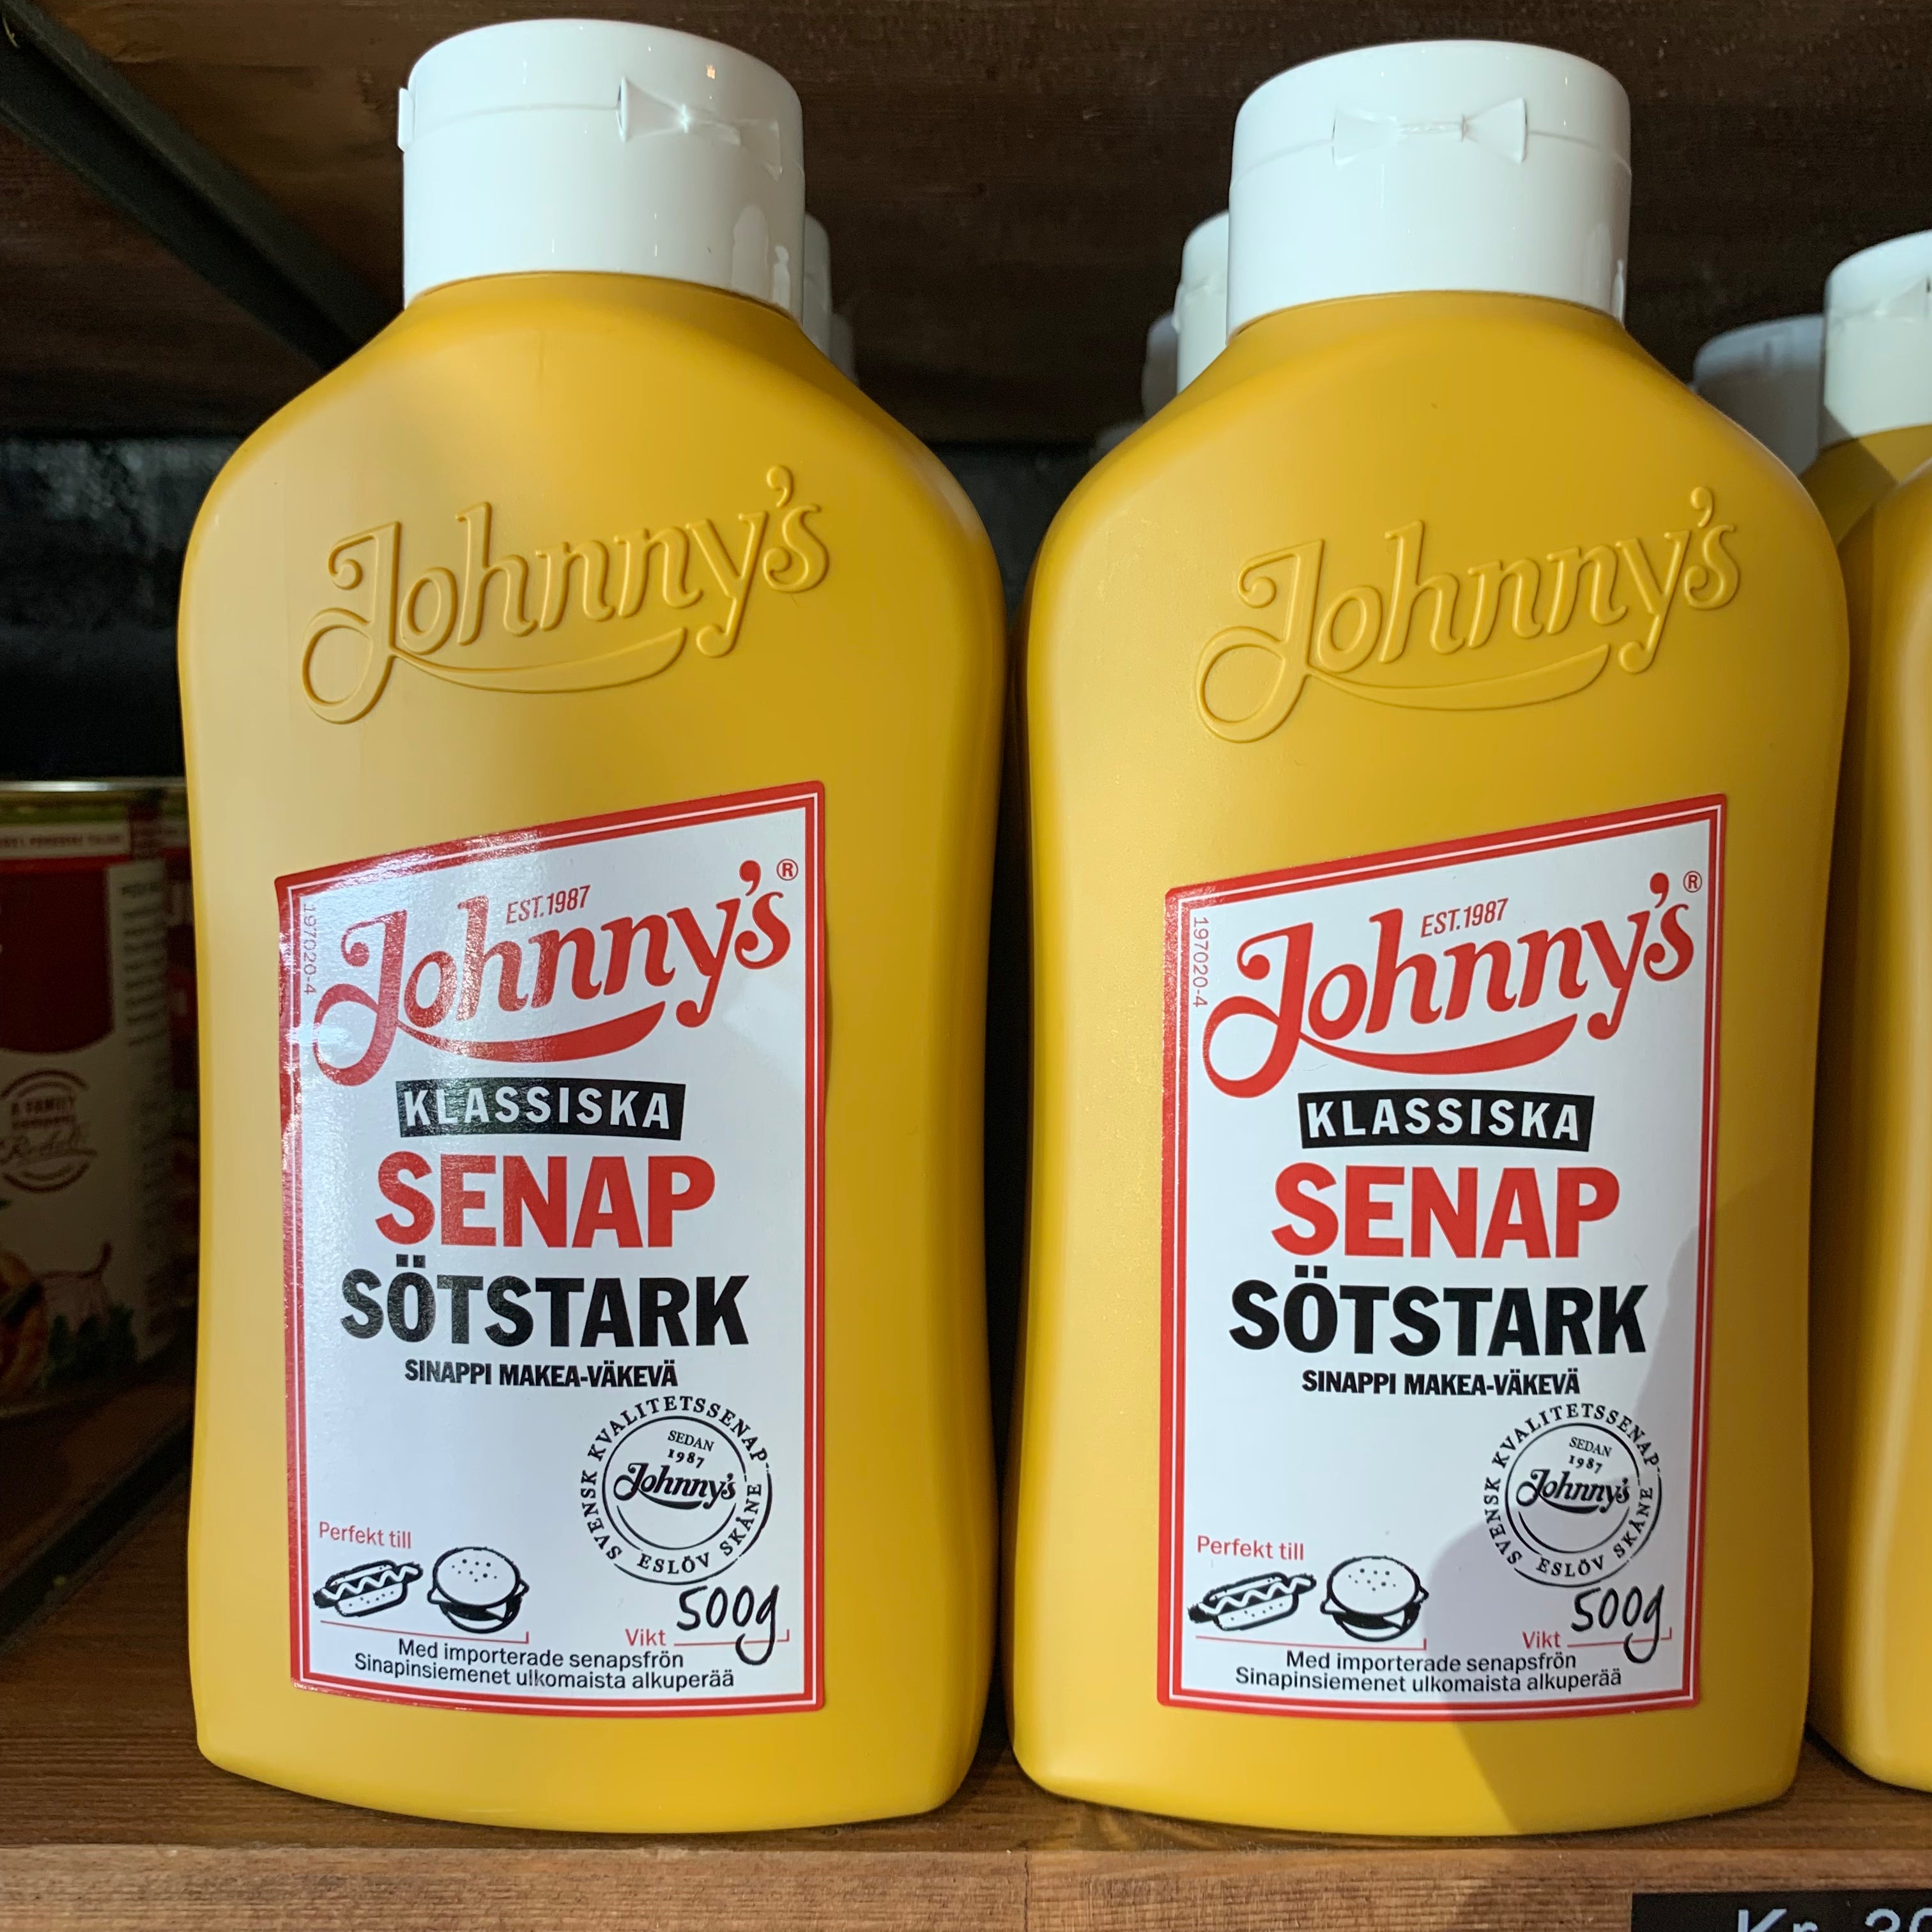 Johnny's
EST.1987
Johnny's®
197020-4
KLASSISKA
SENAP
SÖTSTARK
SINAPPI MAKEA-VÄKEVÄ
SVENSK KVALITETSSENAP
SEDAN
1987
Johnny's
ESLÖV SKÅNE
Perfekt till
Vikt 500g
Med importerade senapsfrön
Sinapinsiemenet ulkomaista alkuperää
Johnny's
EST.1987
Johnny's®
197020-4
KLASSISKA
SENAP
SÖTSTARK
SINAPPI MAKEA-VÄKEVÄ
SVENSK KVALITETSSENAP
SEDAN
1987
Johnny's
ESLÖV SKÅNE
Perfekt till
Vikt 500g
Med importerade senapsfrön
Sinapinsiemenet ulkomaista alkuperää
A FAMILY
COMPANY
Kr